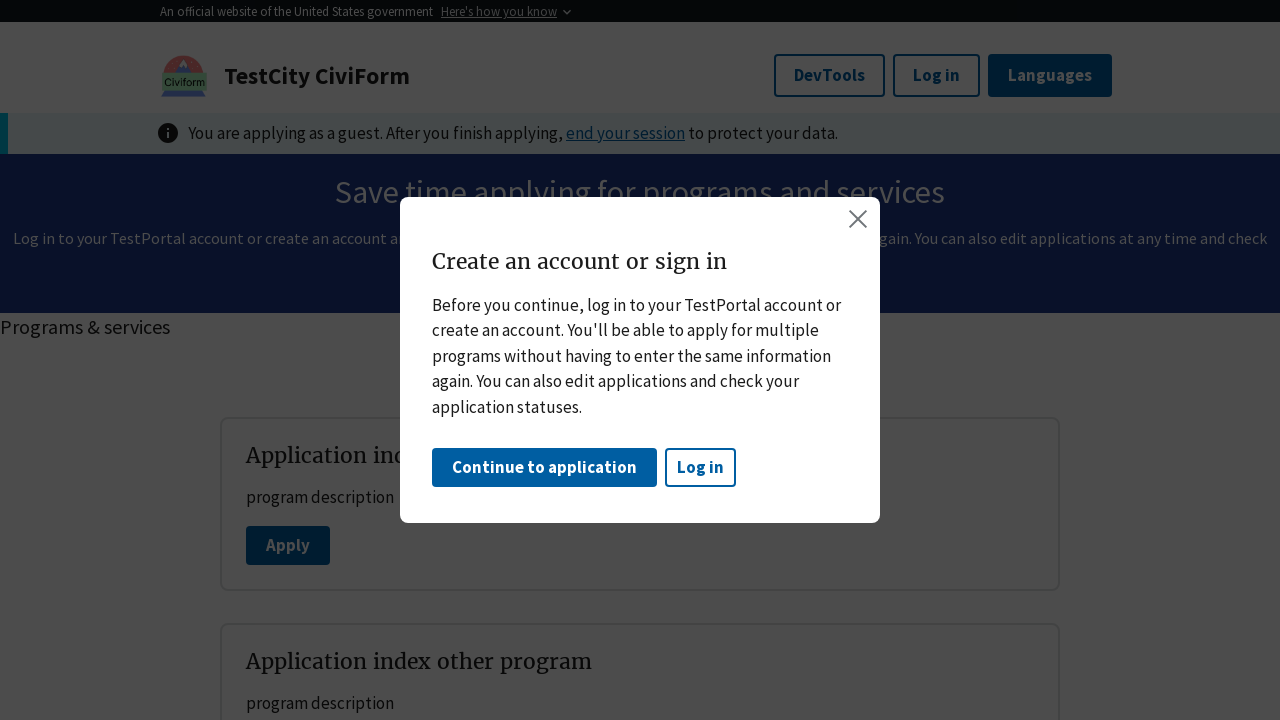 An official website of the United States government Here's how you know
Civiform
TestCity CiviForm
DevTools
Log in
Languages
You are applying as a guest. After you finish applying, end your session to protect your data.
Save time applying for programs and services
Log in to your TestPortal account or create an account
gain. You can also edit applications at any time and check
Create an account or sign in
Before you continue, log in to your TestPortal account or
create an account. You'll be able to apply for multiple
programs without having to enter the same information
again. You can also edit applications and check your
application statuses.
Continue to application
Log in
Programs & services
Application
program description
Apply
Application index other program
program description